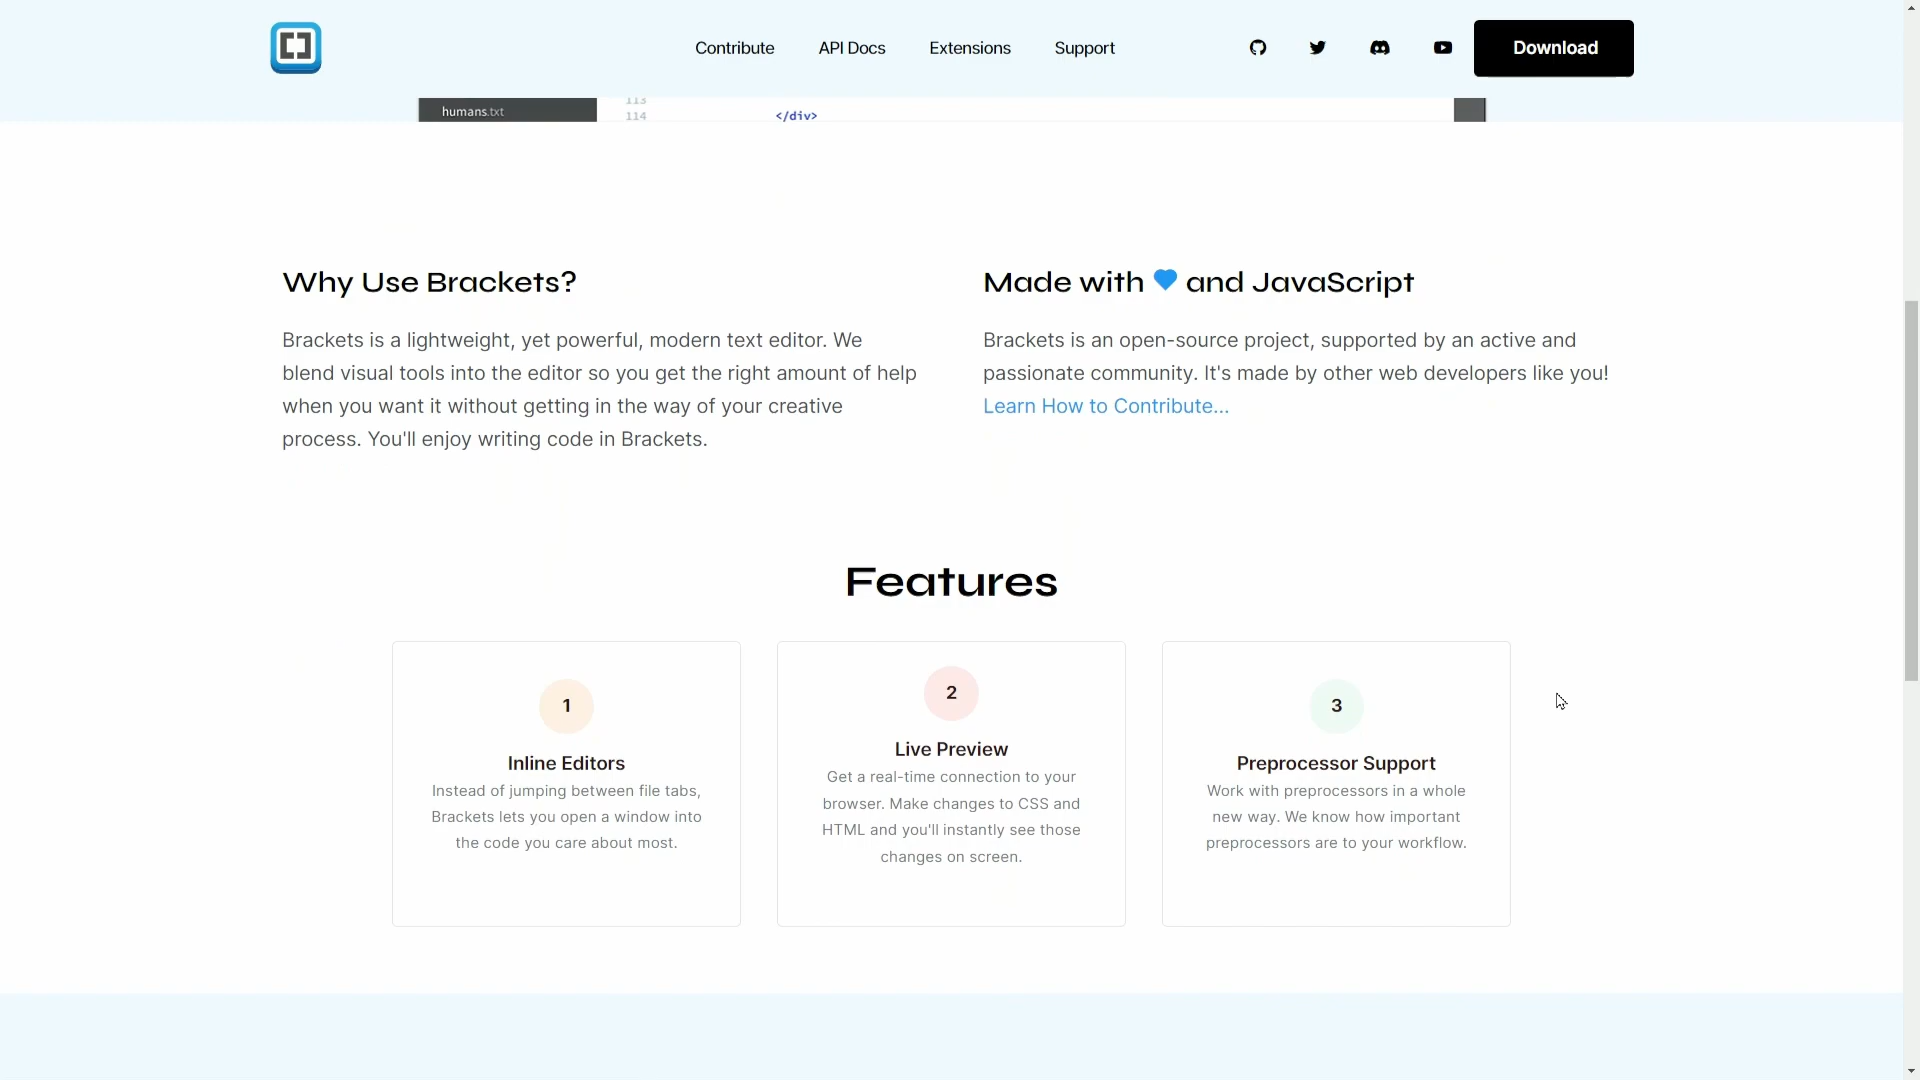 Contribute API Docs Extensions Support Download
humans.txt
113
114 </div>
Why Use Brackets?
Brackets is a lightweight, yet powerful, modern text editor. We
blend visual tools into the editor so you get the right amount of help
when you want it without getting in the way of your creative
process. You'll enjoy writing code in Brackets.
Made with and JavaScript
Brackets is an open-source project, supported by an active and
passionate community. It's made by other web developers like you!
Learn How to Contribute...
Features
1
Inline Editors
Instead of jumping between file tabs,
Brackets lets you open a window into
the code you care about most.
2
Live Preview
Get a real-time connection to your
browser. Make changes to CSS and
HTML and you'll instantly see those
changes on screen.
3
Preprocessor Support
Work with preprocessors in a whole
new way. We know how important
preprocessors are to your workflow.